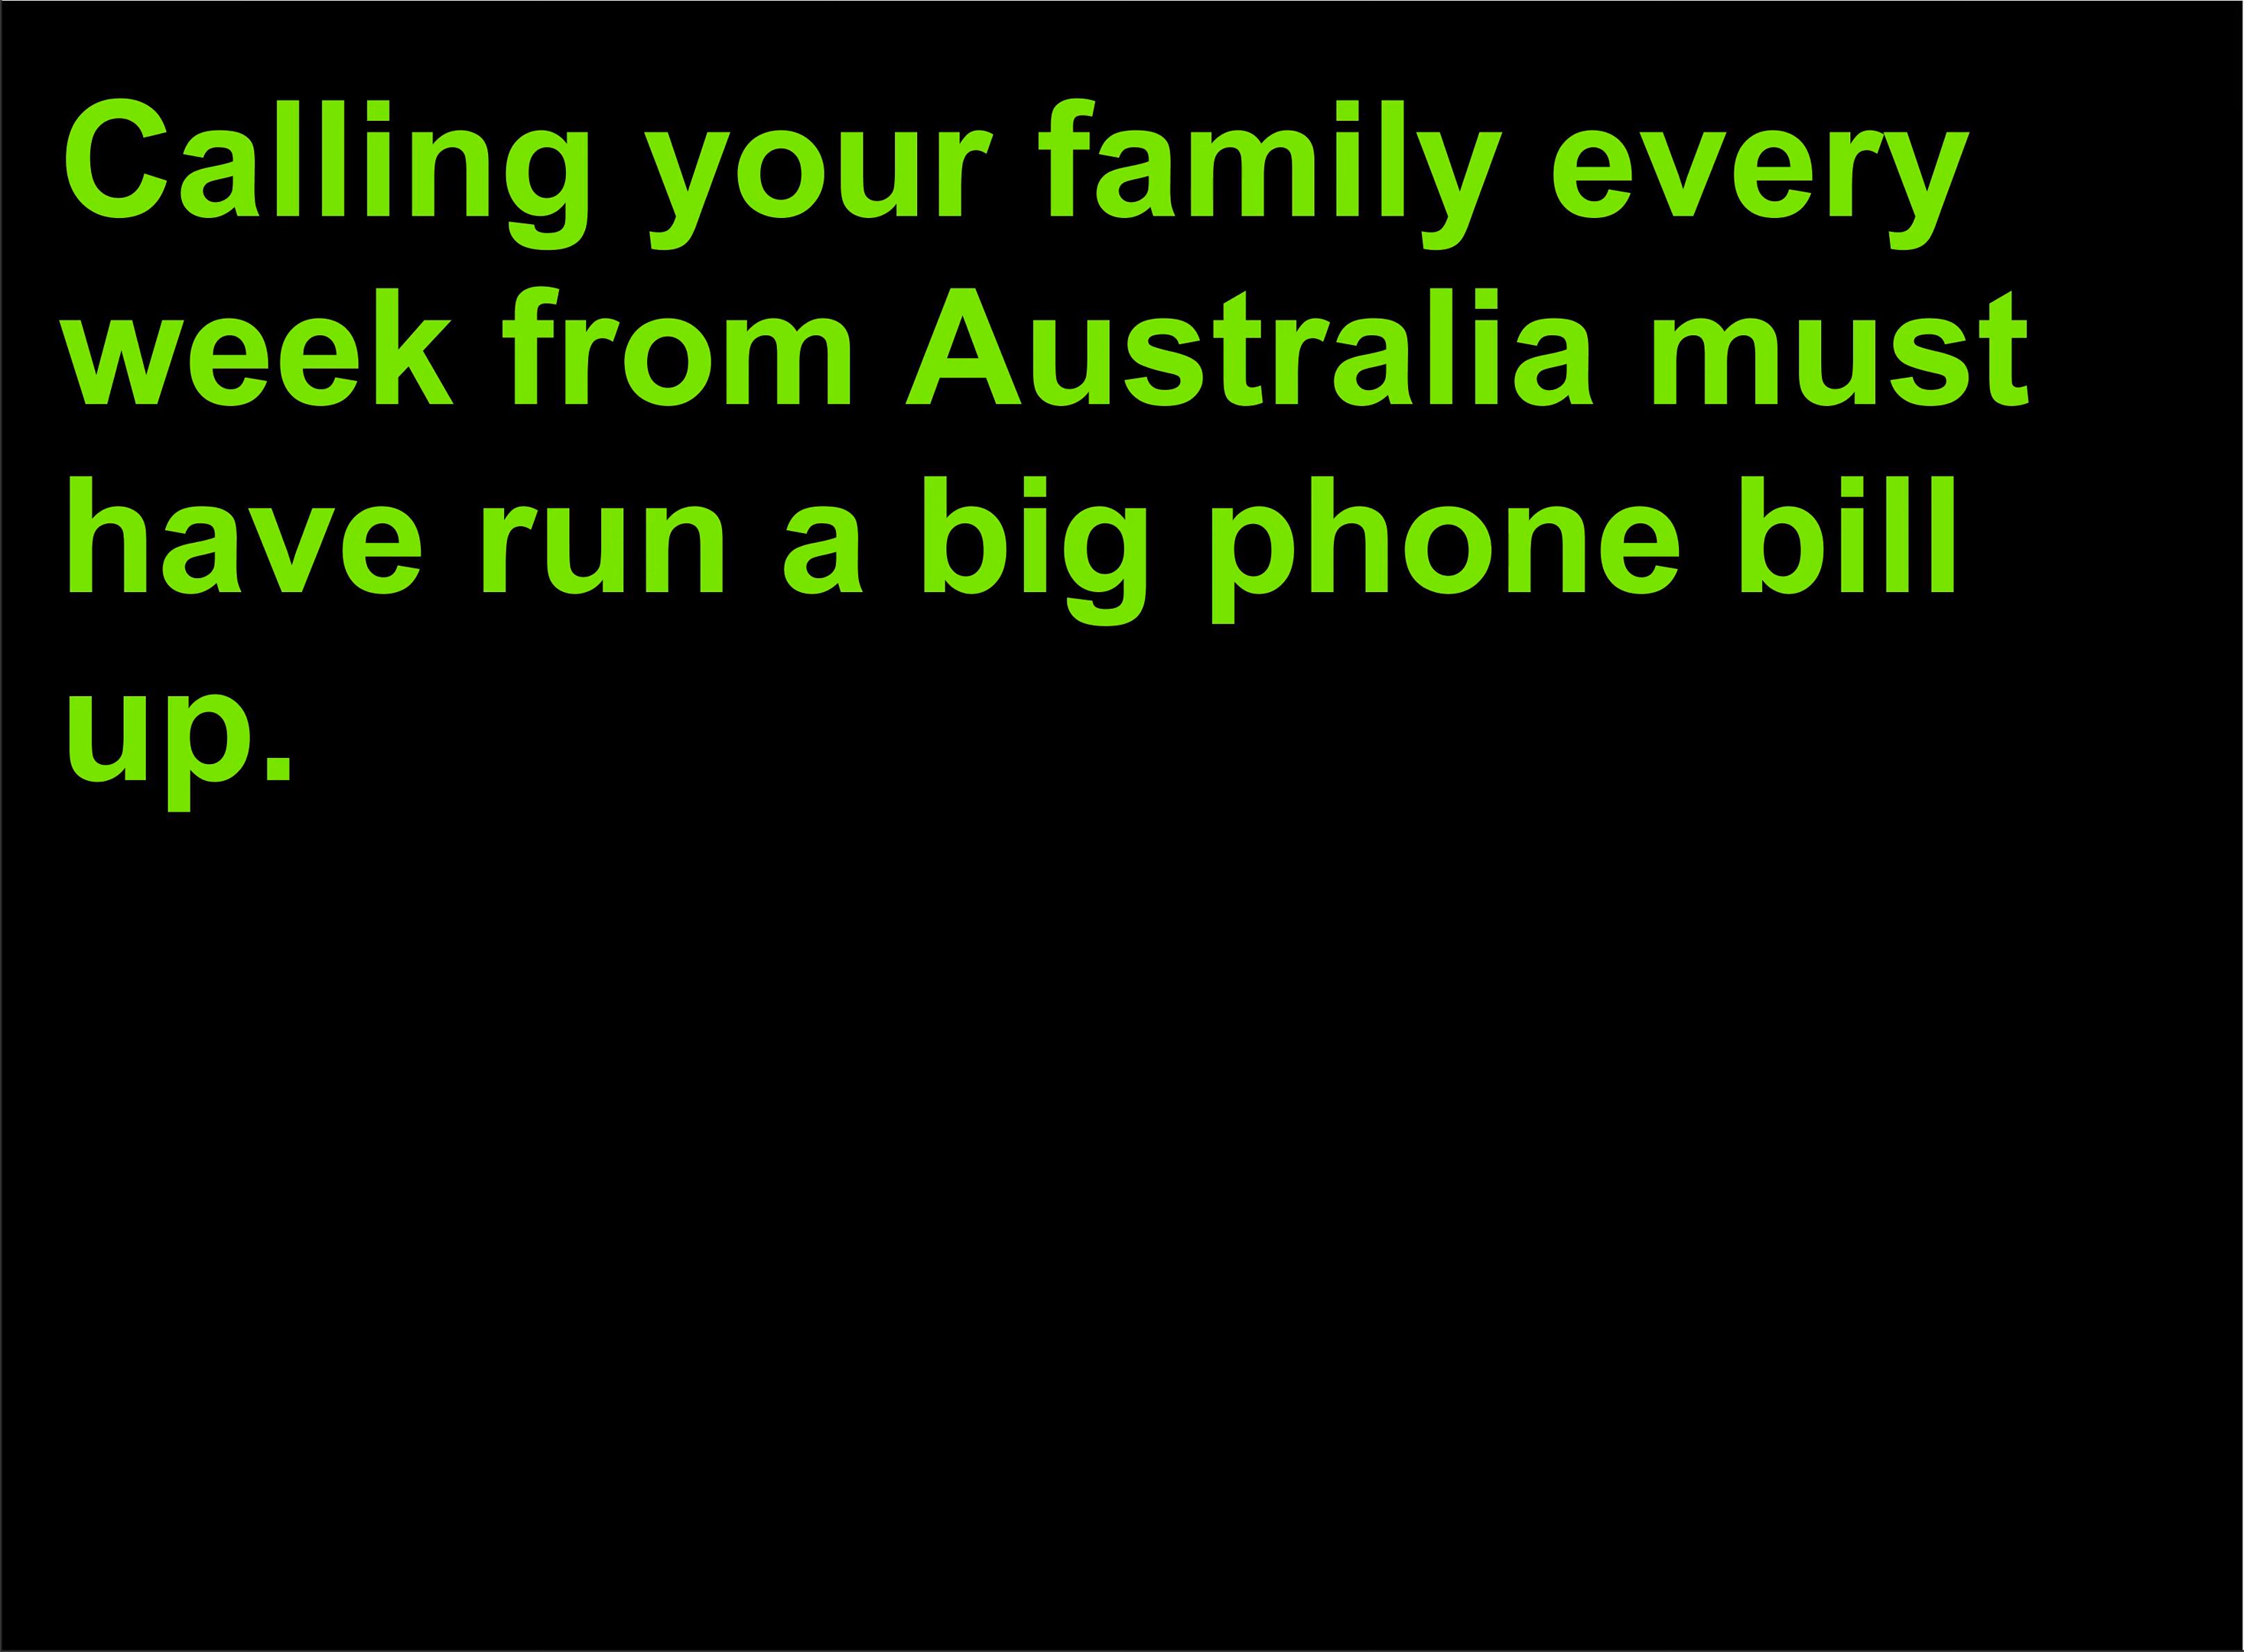 Calling your family every
week from Australia must
have run a big phone bill
up.